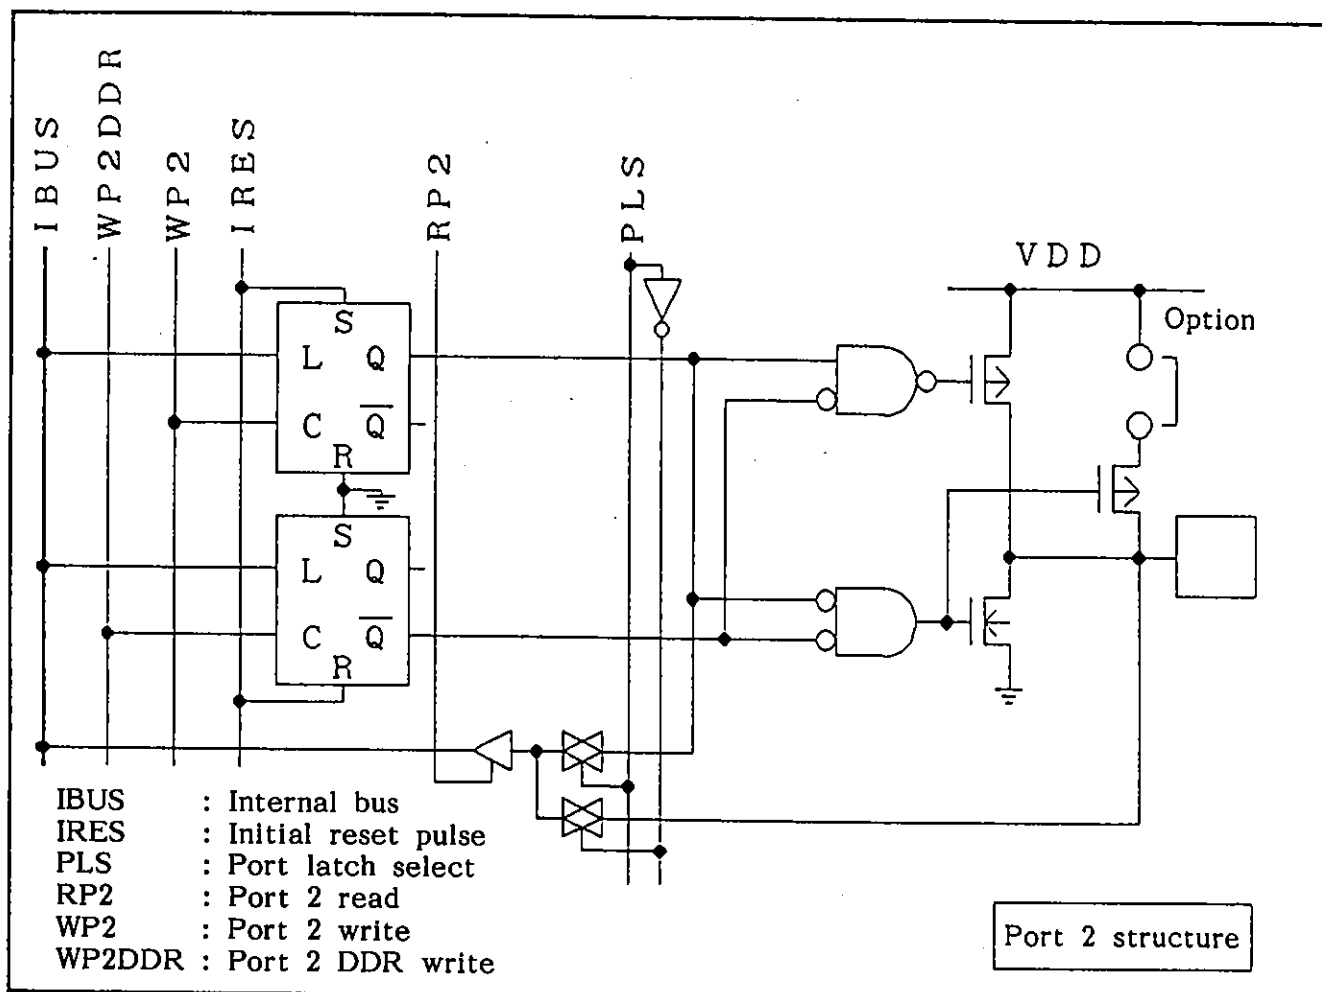 IBUS
WP2DDR
WP2
IRES
RP2
PLS
VDD
Option
S
L Q
C Q̅
R
S
L Q
C Q̅
R
IBUS : Internal bus
IRES : Initial reset pulse
PLS : Port latch select
RP2 : Port 2 read
WP2 : Port 2 write
WP2DDR : Port 2 DDR write
Port 2 structure